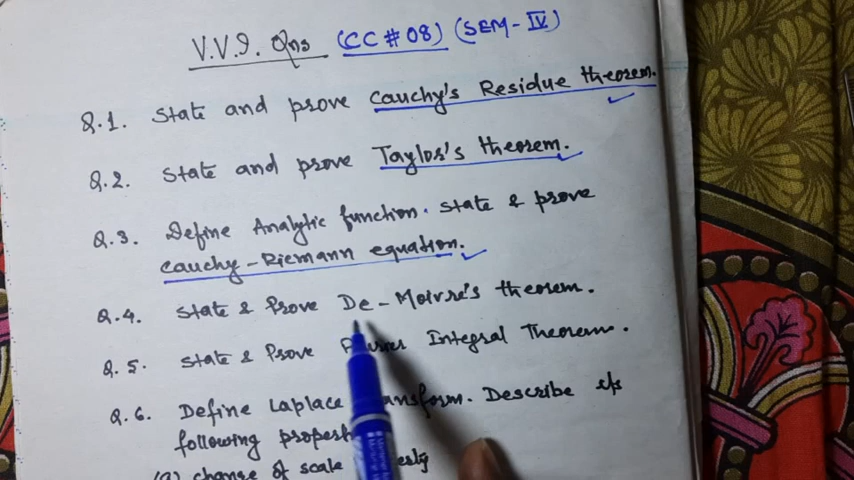 V.V.I. Qns (CC # 08) (SEM - IV)
Q.1. State and prove Cauchy's Residue theorem.
Q.2. State and prove Taylor's theorem.
Q.3. Define Analytic function. State & prove
Cauchy - Riemann equation.
Q.4. State & Prove De - Moivre's theorem.
Q.5. State & Prove Integral Theorem.
Q.6. Define Laplace Describe its
following
(a) change of scale